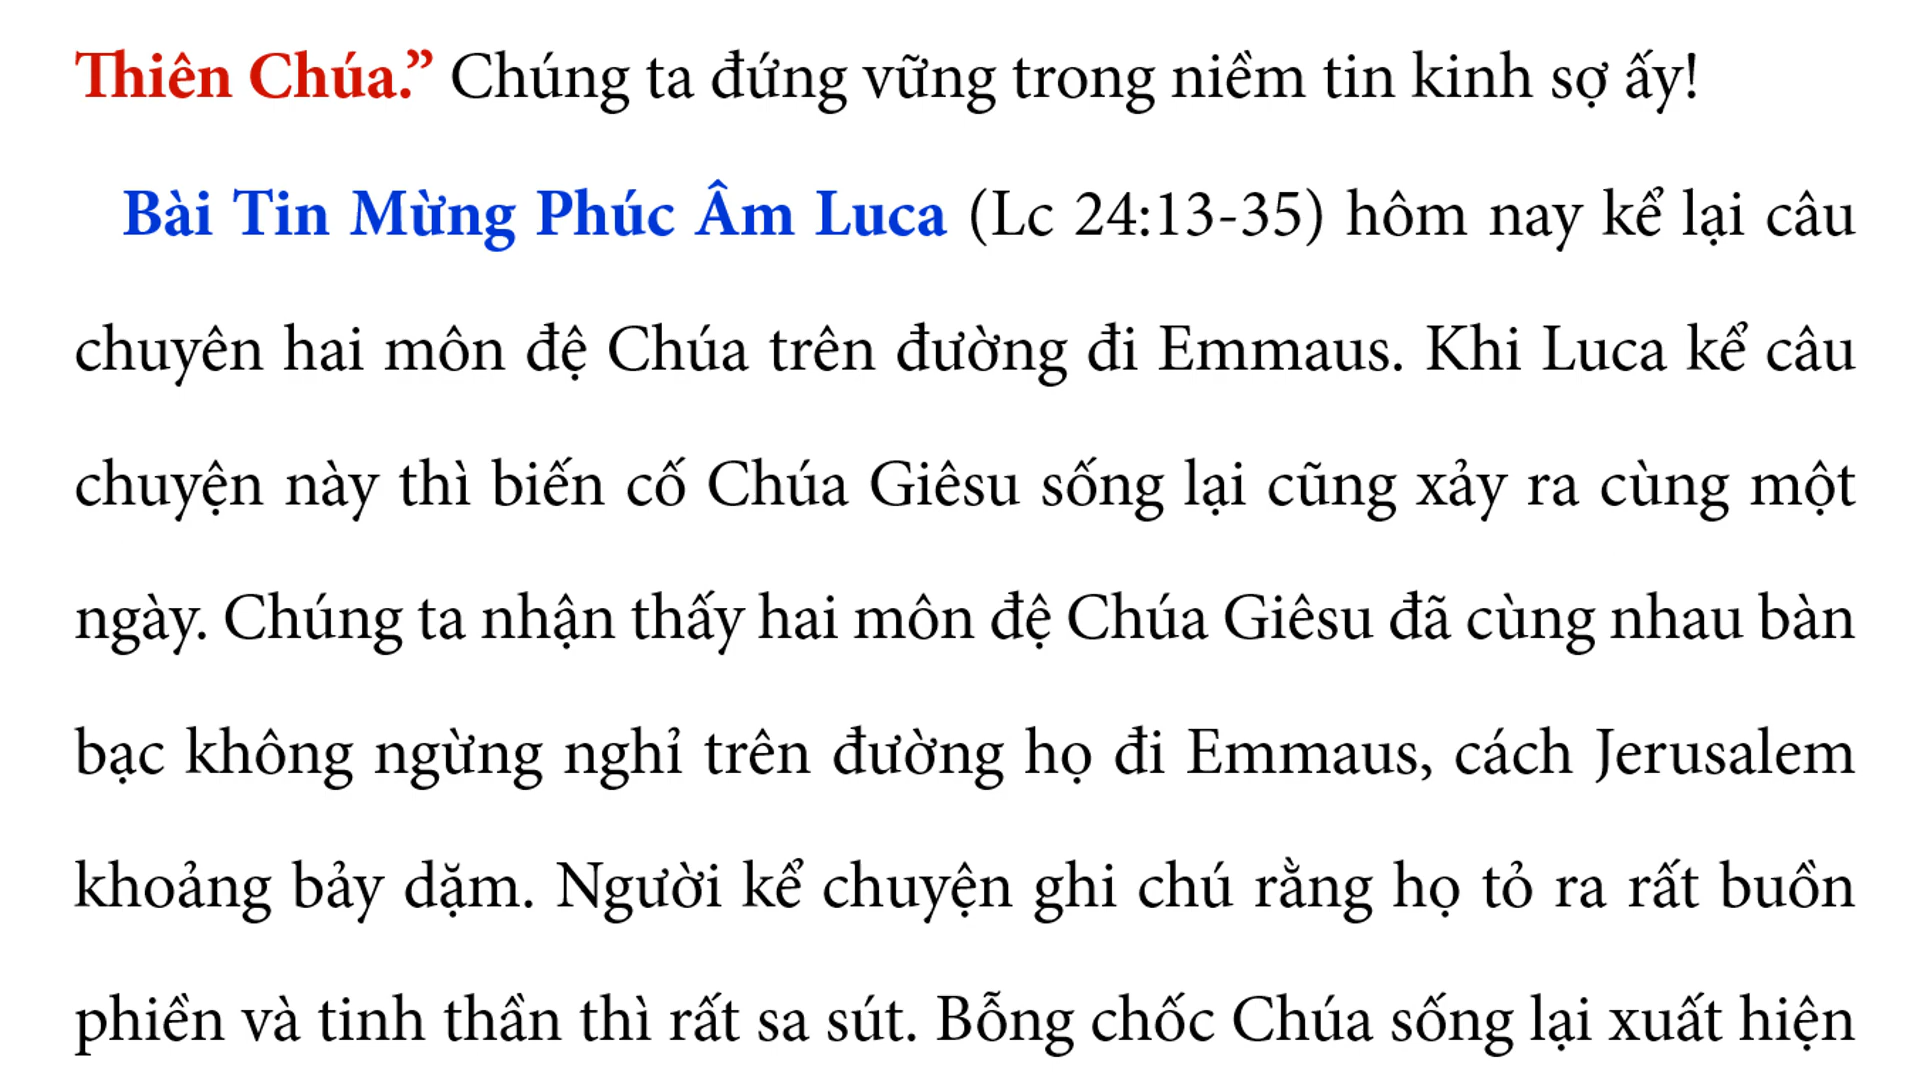 Thiên Chúa.” Chúng ta đứng vững trong niềm tin kinh sợ ấy!
Bài Tin Mừng Phúc Âm Luca (Lc 24:13-35) hôm nay kể lại câu
chuyên hai môn đệ Chúa trên đường đi Emmaus. Khi Luca kể câu
chuyện này thì biến cố Chúa Giêsu sống lại cũng xảy ra cùng một
ngày. Chúng ta nhận thấy hai môn đệ Chúa Giêsu đã cùng nhau bàn
bạc không ngừng nghỉ trên đường họ đi Emmaus, cách Jerusalem
khoảng bảy dặm. Người kể chuyện ghi chú rằng họ tỏ ra rất buồn
phiền và tinh thần thì rất sa sút. Bỗng chốc Chúa sống lại xuất hiện